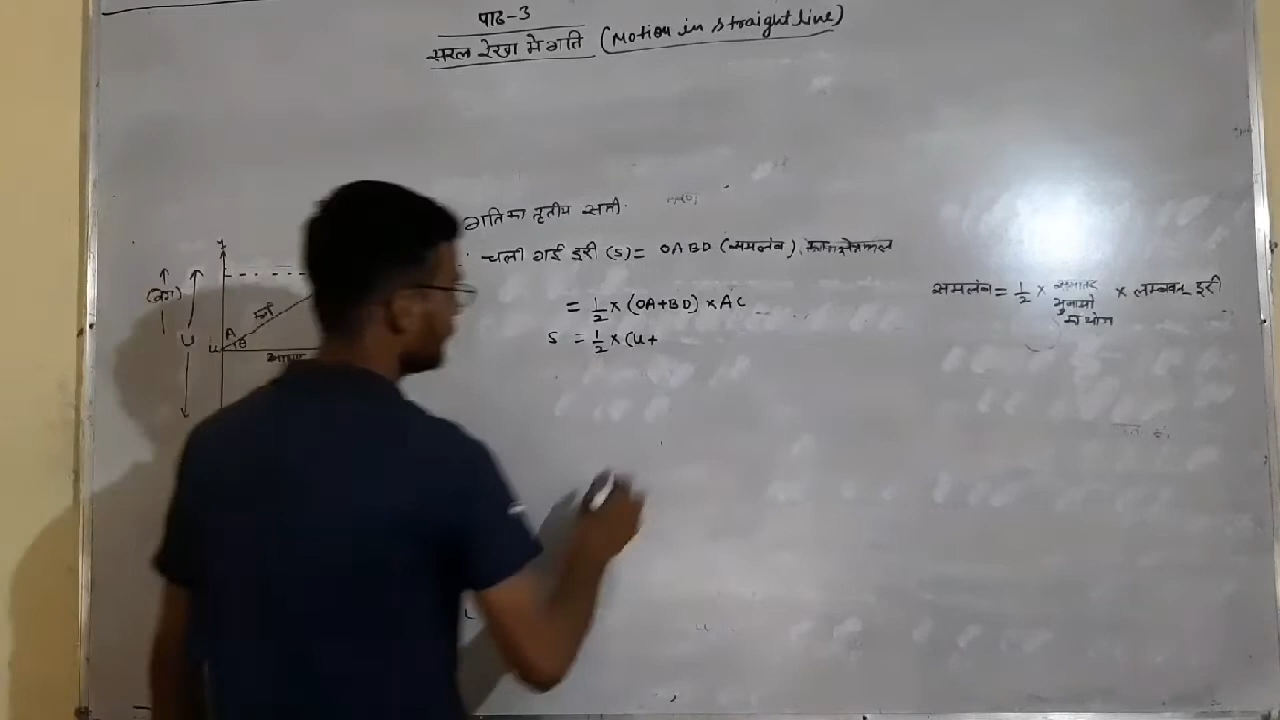 पाठ-3
सरल रेखा मे गति (Motion in straight line)
गति का तृतीय
चली गई दुरी (S) = OABD (समलंब) का क्षेत्रफल
= 1/2 × (OA+BD) × AC
S = 1/2 × (u+
समलंब = 1/2 × समांतर भुजाओ का योग × लम्बवत् दुरी
y
(वेग)
u
A
θ
u